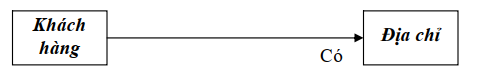 Khách
hàng
Có
Địa chỉ